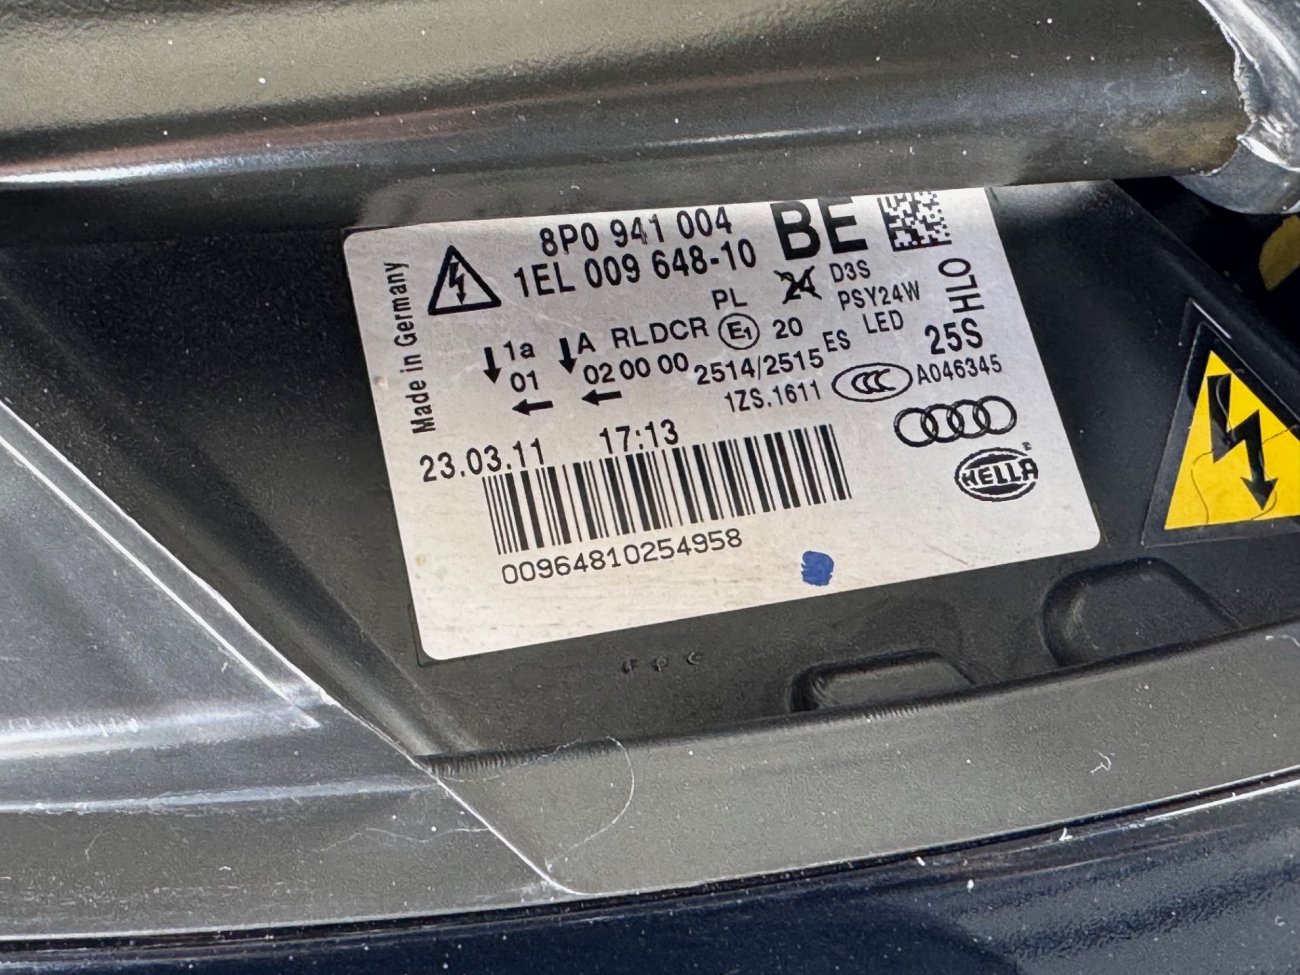 8P0 941 004 BE
1EL 009 648-10
Made in Germany
PL 24 D3S
PSY24W
HLO
1a A RLDCR E1 20 ES LED 25S
01 02 00 00 2514/2515
1ZS.1611 CCC A046345
23.03.11 17:13
HELLA®
00964810254958